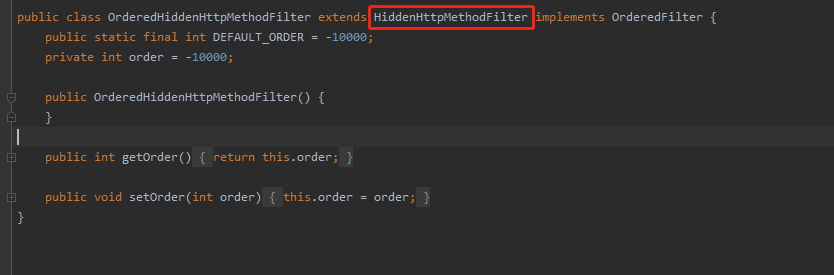 public class OrderedHiddenHttpMethodFilter extends HiddenHttpMethodFilter implements OrderedFilter {
public static final int DEFAULT_ORDER = -10000;
private int order = -10000;
public OrderedHiddenHttpMethodFilter() {
}
public int getOrder() { return this.order; }
public void setOrder(int order) { this.order = order; }
}